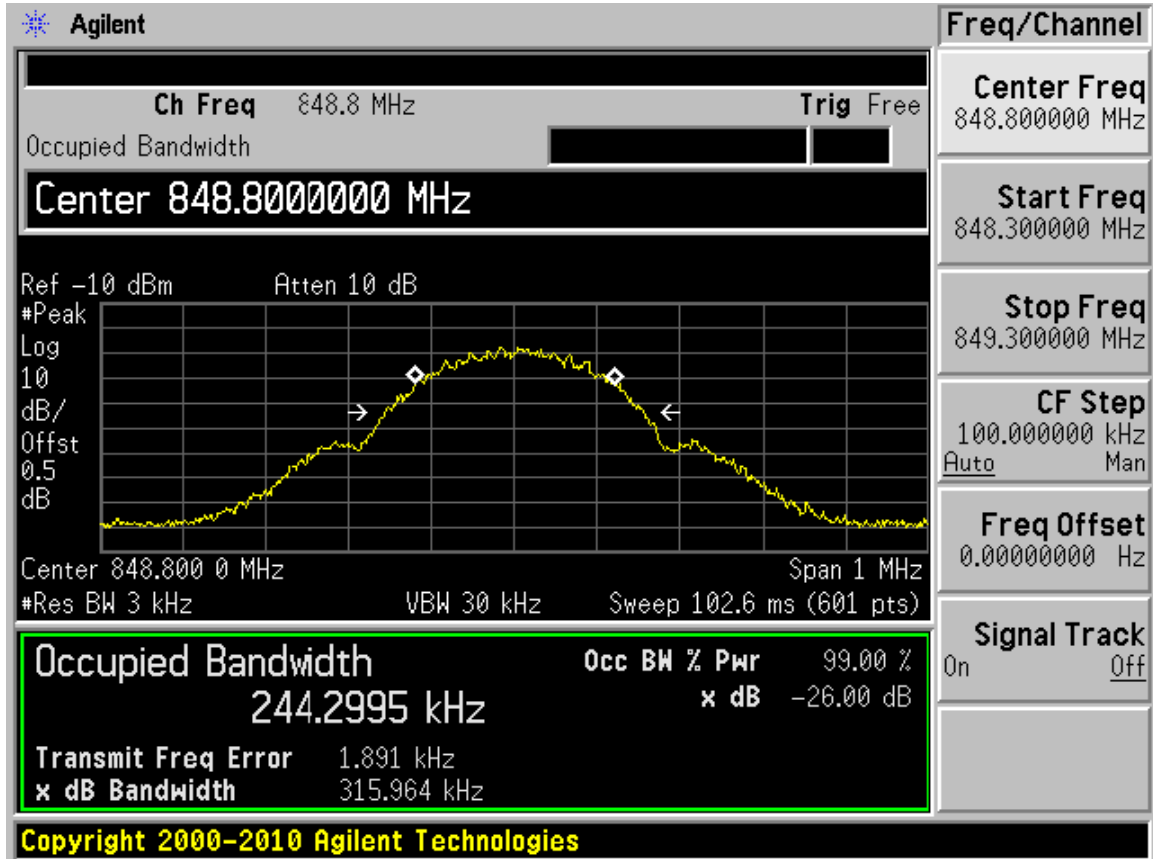 Agilent
Freq/Channel
Ch Freq 848.8 MHz Trig Free
Occupied Bandwidth
Center 848.8000000 MHz
Ref -10 dBm Atten 10 dB
#Peak
Log
10
dB/
Offst
0.5
dB
Center 848.800 0 MHz Span 1 MHz
#Res BW 3 kHz VBW 30 kHz Sweep 102.6 ms (601 pts)
Occupied Bandwidth
244.2995 kHz
Occ BW % Pwr 99.00 %
x dB -26.00 dB
Transmit Freq Error 1.891 kHz
x dB Bandwidth 315.964 kHz
Copyright 2000-2010 Agilent Technologies
Center Freq
848.800000 MHz
Start Freq
848.300000 MHz
Stop Freq
849.300000 MHz
CF Step
100.000000 kHz
Auto Man
Freq Offset
0.00000000 Hz
Signal Track
On Off